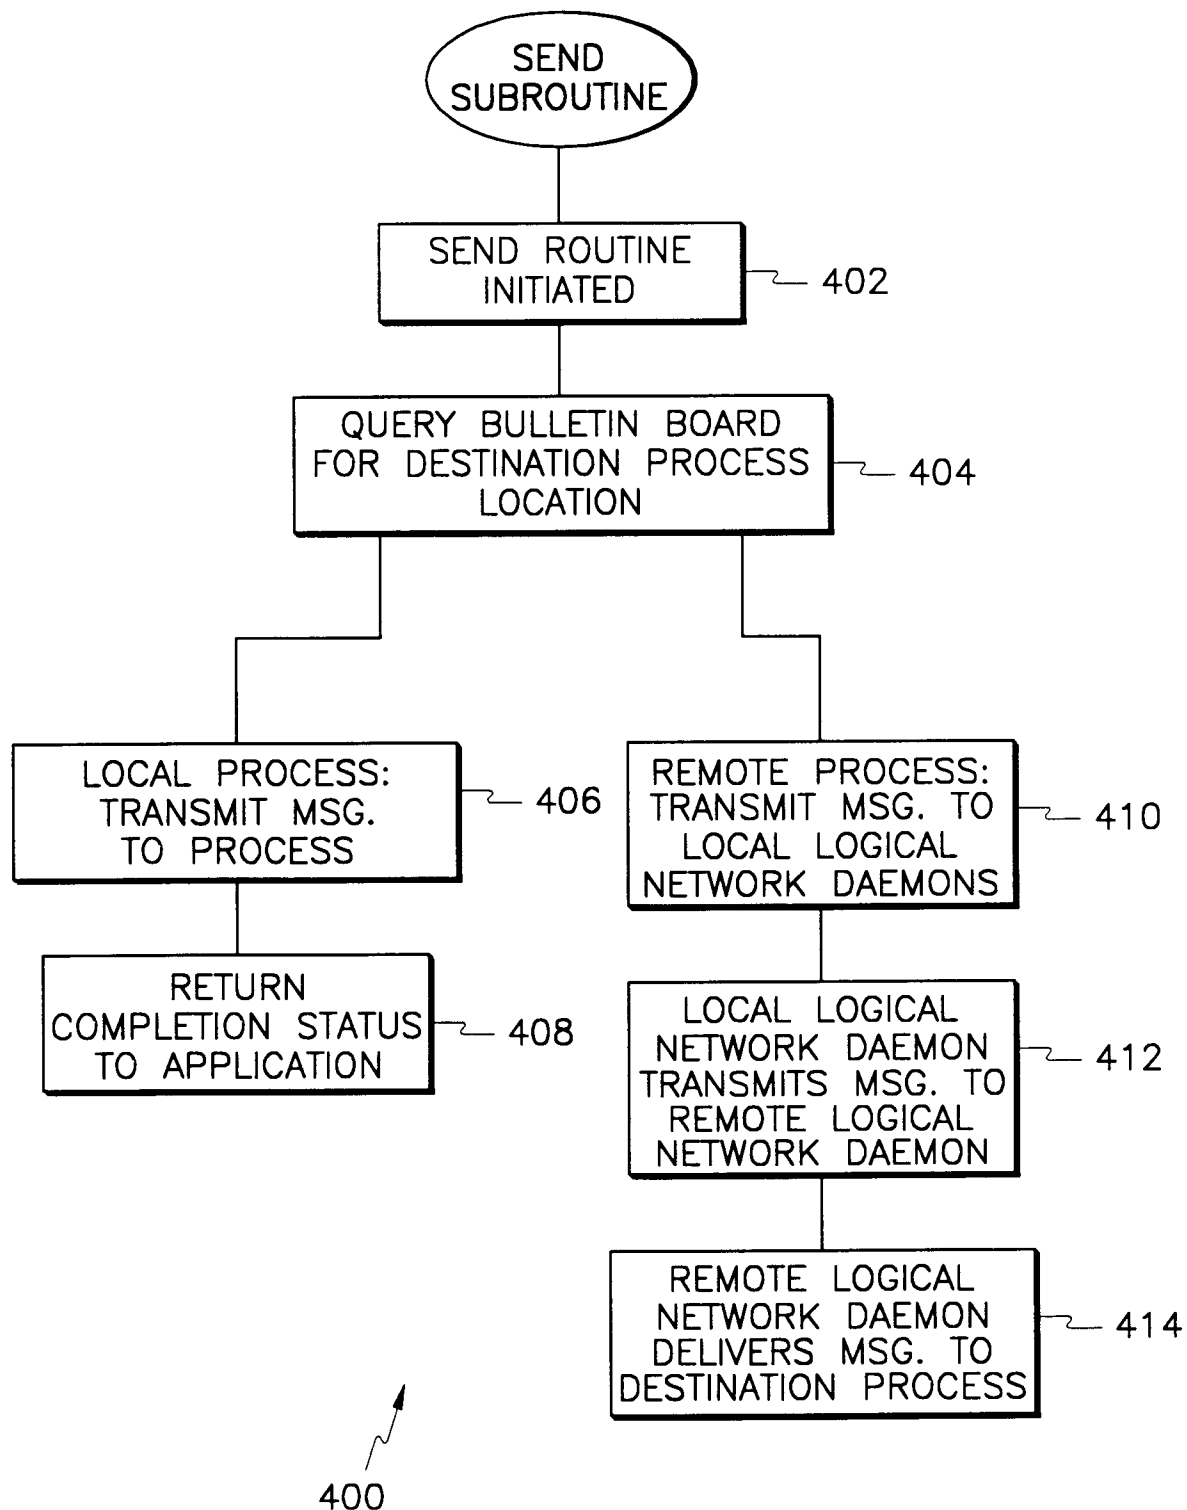 SEND
SUBROUTINE
SEND ROUTINE
INITIATED
402
QUERY BULLETIN BOARD
FOR DESTINATION PROCESS
LOCATION
404
LOCAL PROCESS:
TRANSMIT MSG.
TO PROCESS
406
RETURN
COMPLETION STATUS
TO APPLICATION
408
REMOTE PROCESS:
TRANSMIT MSG. TO
LOCAL LOGICAL
NETWORK DAEMONS
410
LOCAL LOGICAL
NETWORK DAEMON
TRANSMITS MSG. TO
REMOTE LOGICAL
NETWORK DAEMON
412
REMOTE LOGICAL
NETWORK DAEMON
DELIVERS MSG. TO
DESTINATION PROCESS
414
400